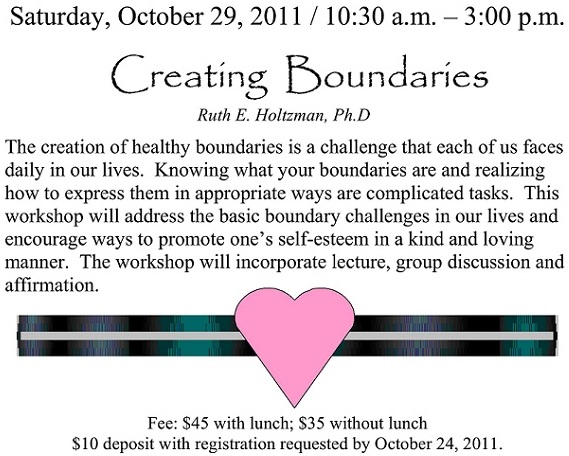 Saturday, October 29, 2011 / 10:30 a.m. – 3:00 p.m.
Creating Boundaries
Ruth E. Holtzman, Ph.D
The creation of healthy boundaries is a challenge that each of us faces
daily in our lives.  Knowing what your boundaries are and realizing
how to express them in appropriate ways are complicated tasks.  This
workshop will address the basic boundary challenges in our lives and
encourage ways to promote one’s self-esteem in a kind and loving
manner.  The workshop will incorporate lecture, group discussion and
affirmation.
Fee: $45 with lunch; $35 without lunch
$10 deposit with registration requested by October 24, 2011.